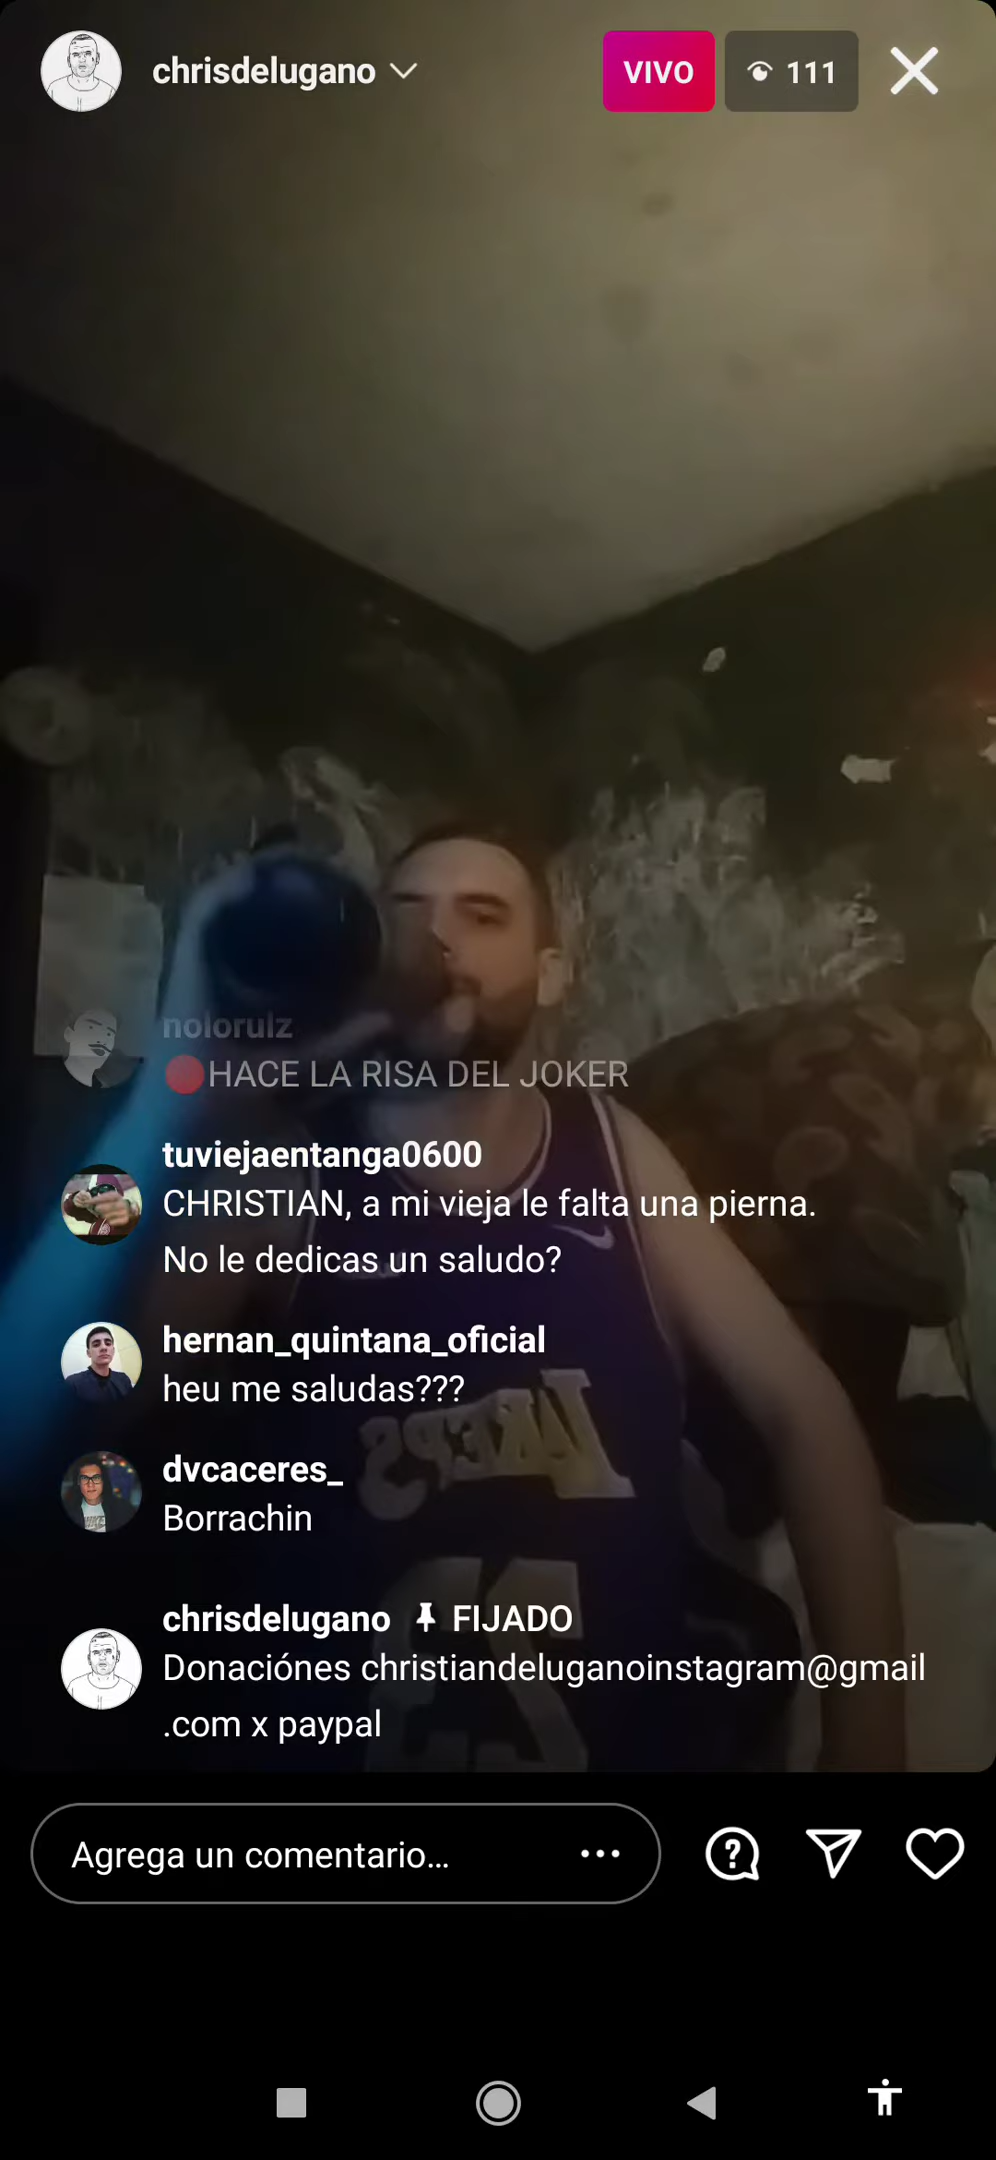 chrisdelugano
VIVO
111
noloruiz
🔴HACE LA RISA DEL JOKER
tuviejaentanga0600
CHRISTIAN, a mi vieja le falta una pierna.
No le dedicas un saludo?
hernan_quintana_oficial
heu me saludas???
dvcaceres_
Borrachin
chrisdelugano FIJADO
Donaciónes christiandeluganoinstagram@gmail
.com x paypal
LAKERS
23
Agrega un comentario...